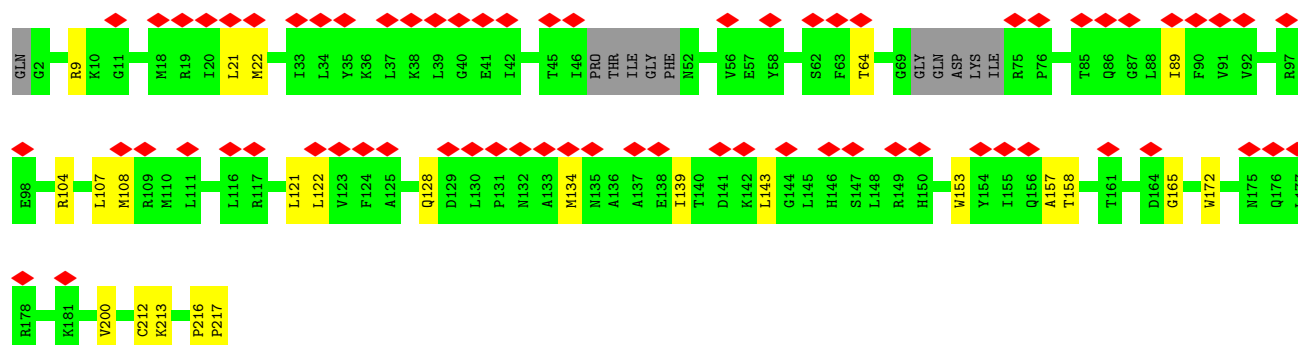 GLN G2 R9 K10 G11 M18 R19 I20 L21 M22 I33 L34 Y35 K36 L37 K38 L39 G40 E41 I42 T45 I46 PRO THR ILE GLY PHE N52 V56 E57 Y58 S62 F63 T64 G69 GLY GLN ASP LYS ILE R75 P76 T85 Q86 G87 L88 I89 F90 V91 V92 R97
E98 R104 L107 M108 R109 M110 L111 L116 R117 L121 L122 V123 F124 A125 Q128 D129 L130 P131 N132 A133 M134 N135 A136 A137 E138 I139 T140 D141 K142 L143 G144 L145 H146 S147 L148 R149 H150 W153 Y154 I155 Q156 A157 T158 T161 D164 G165 W172 N175 Q176 L177
R178 K181 V200 C212 K213 P216 P217